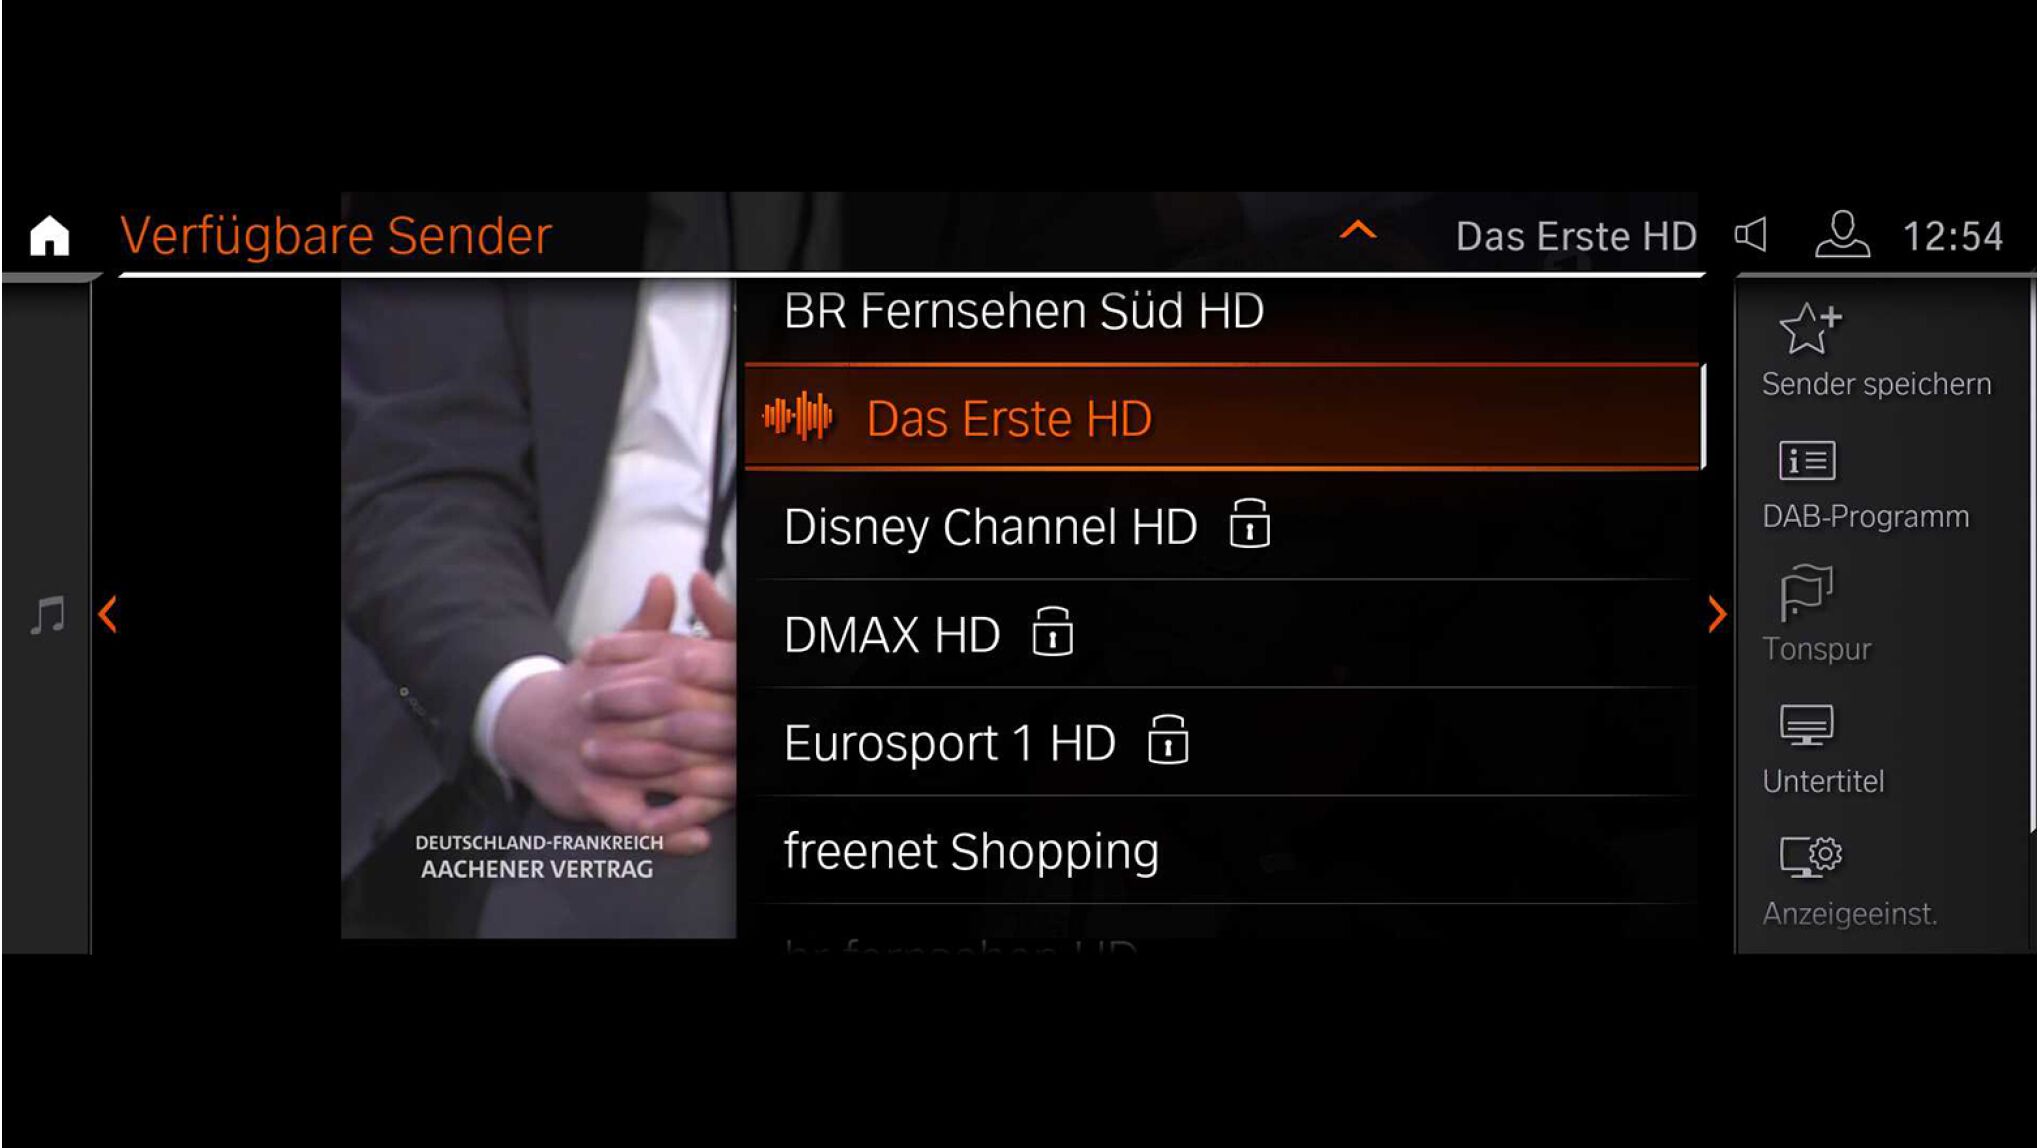 Verfügbare Sender
Das Erste HD
12:54
BR Fernsehen Süd HD
Das Erste HD
Disney Channel HD
DMAX HD
Eurosport 1 HD
freenet Shopping
DEUTSCHLAND-FRANKREICH
AACHENER VERTRAG
Sender speichern
DAB-Programm
Tonspur
Untertitel
Anzeigeeinst.